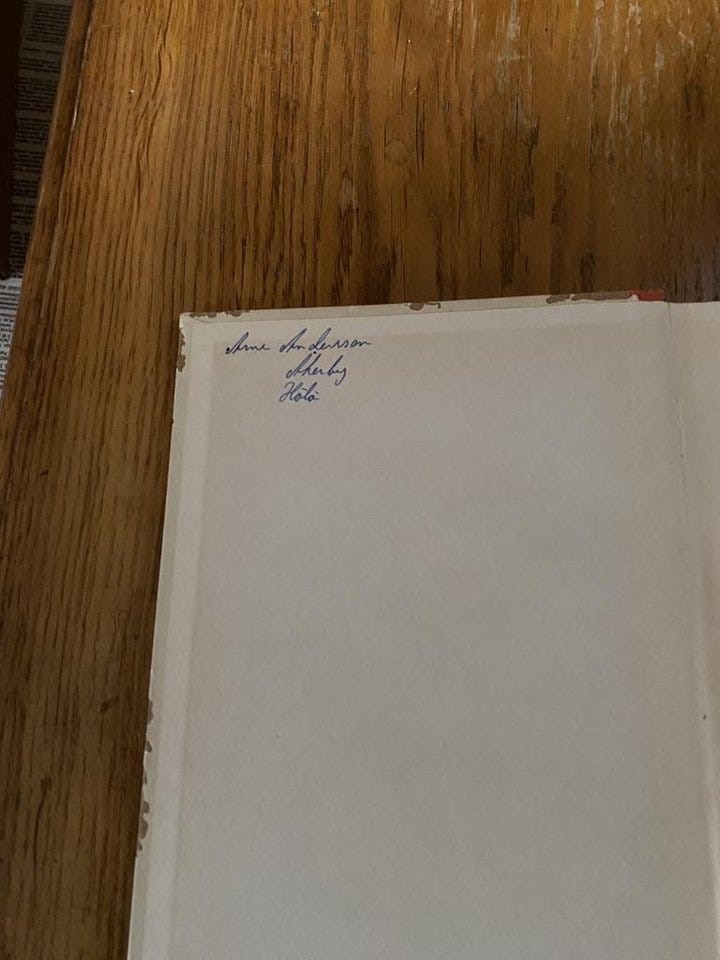 Arne Andersson
Åkerby
Hölö